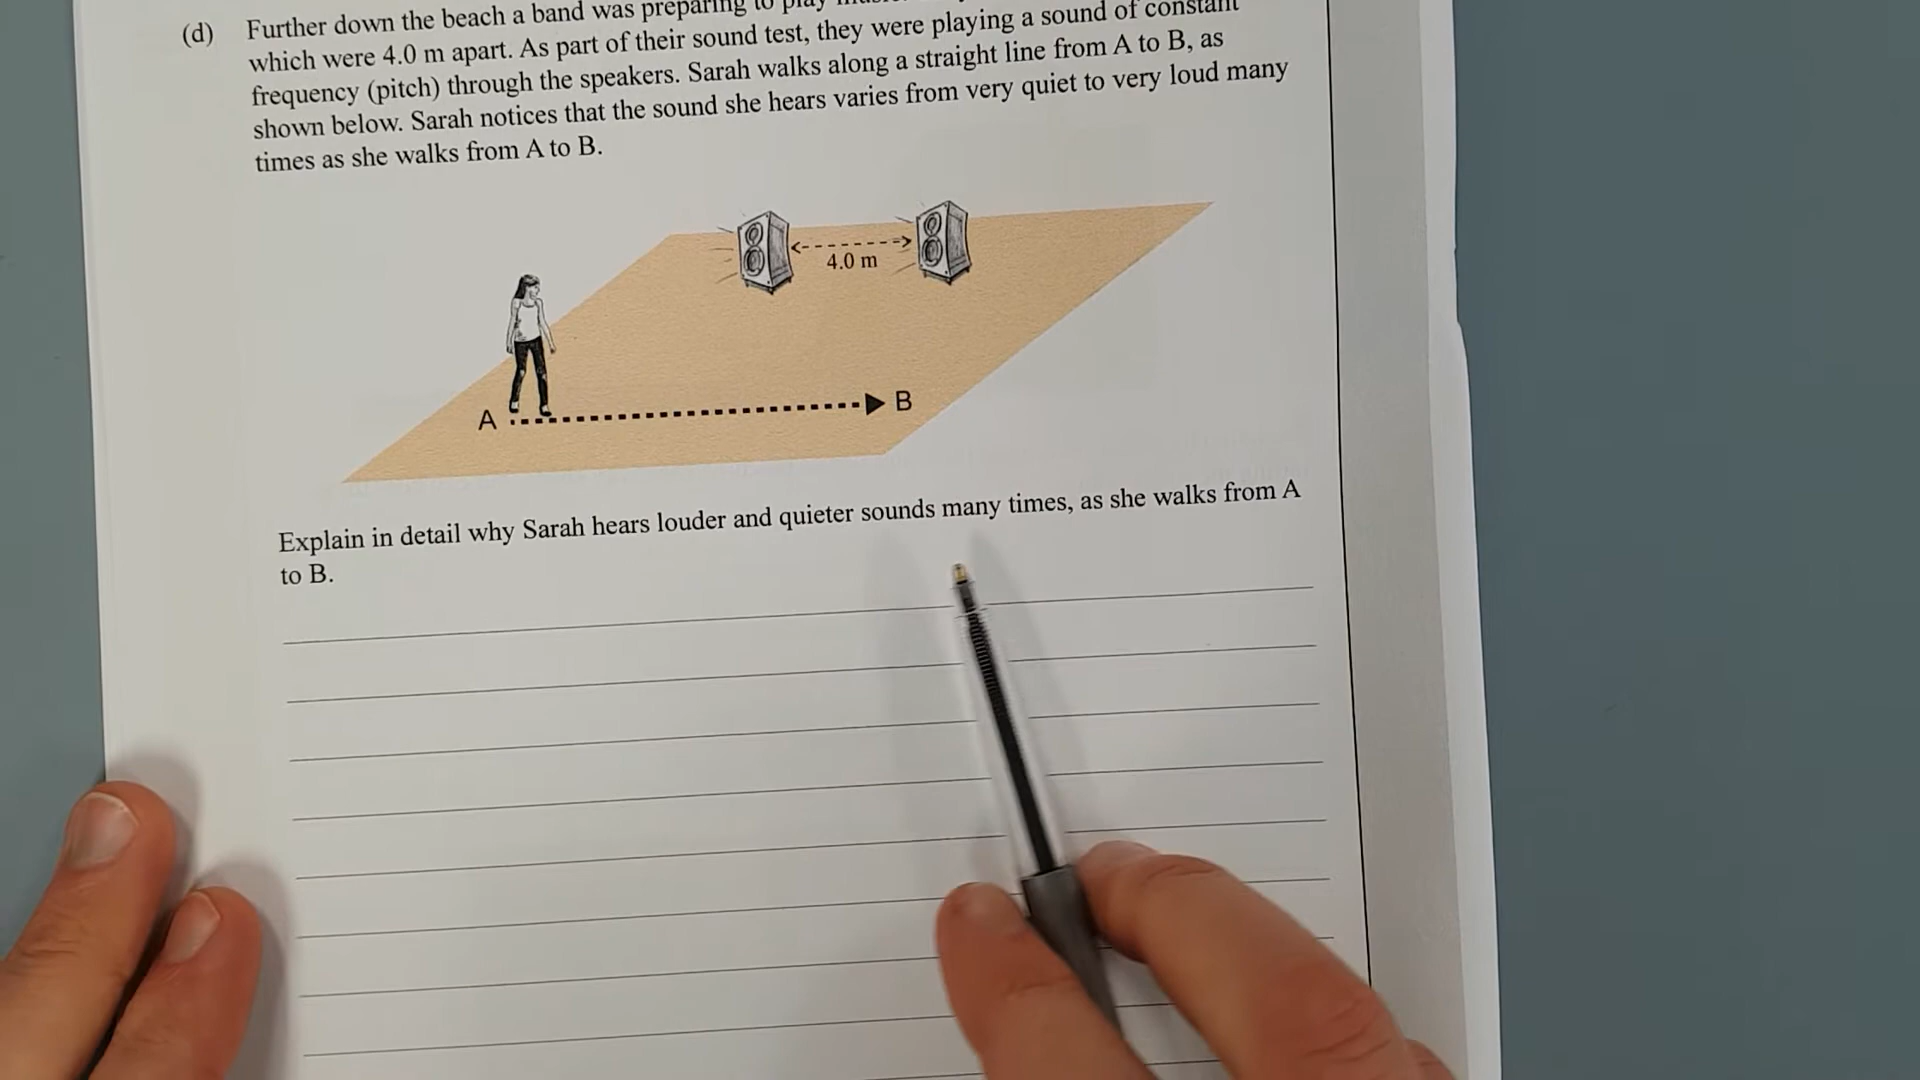 (d) Further down the beach a band was preparing to play
which were 4.0 m apart. As part of their sound test, they were playing a sound of constant
frequency (pitch) through the speakers. Sarah walks along a straight line from A to B, as
shown below. Sarah notices that the sound she hears varies from very quiet to very loud many
times as she walks from A to B.
4.0 m
A
B
Explain in detail why Sarah hears louder and quieter sounds many times, as she walks from A
to B.